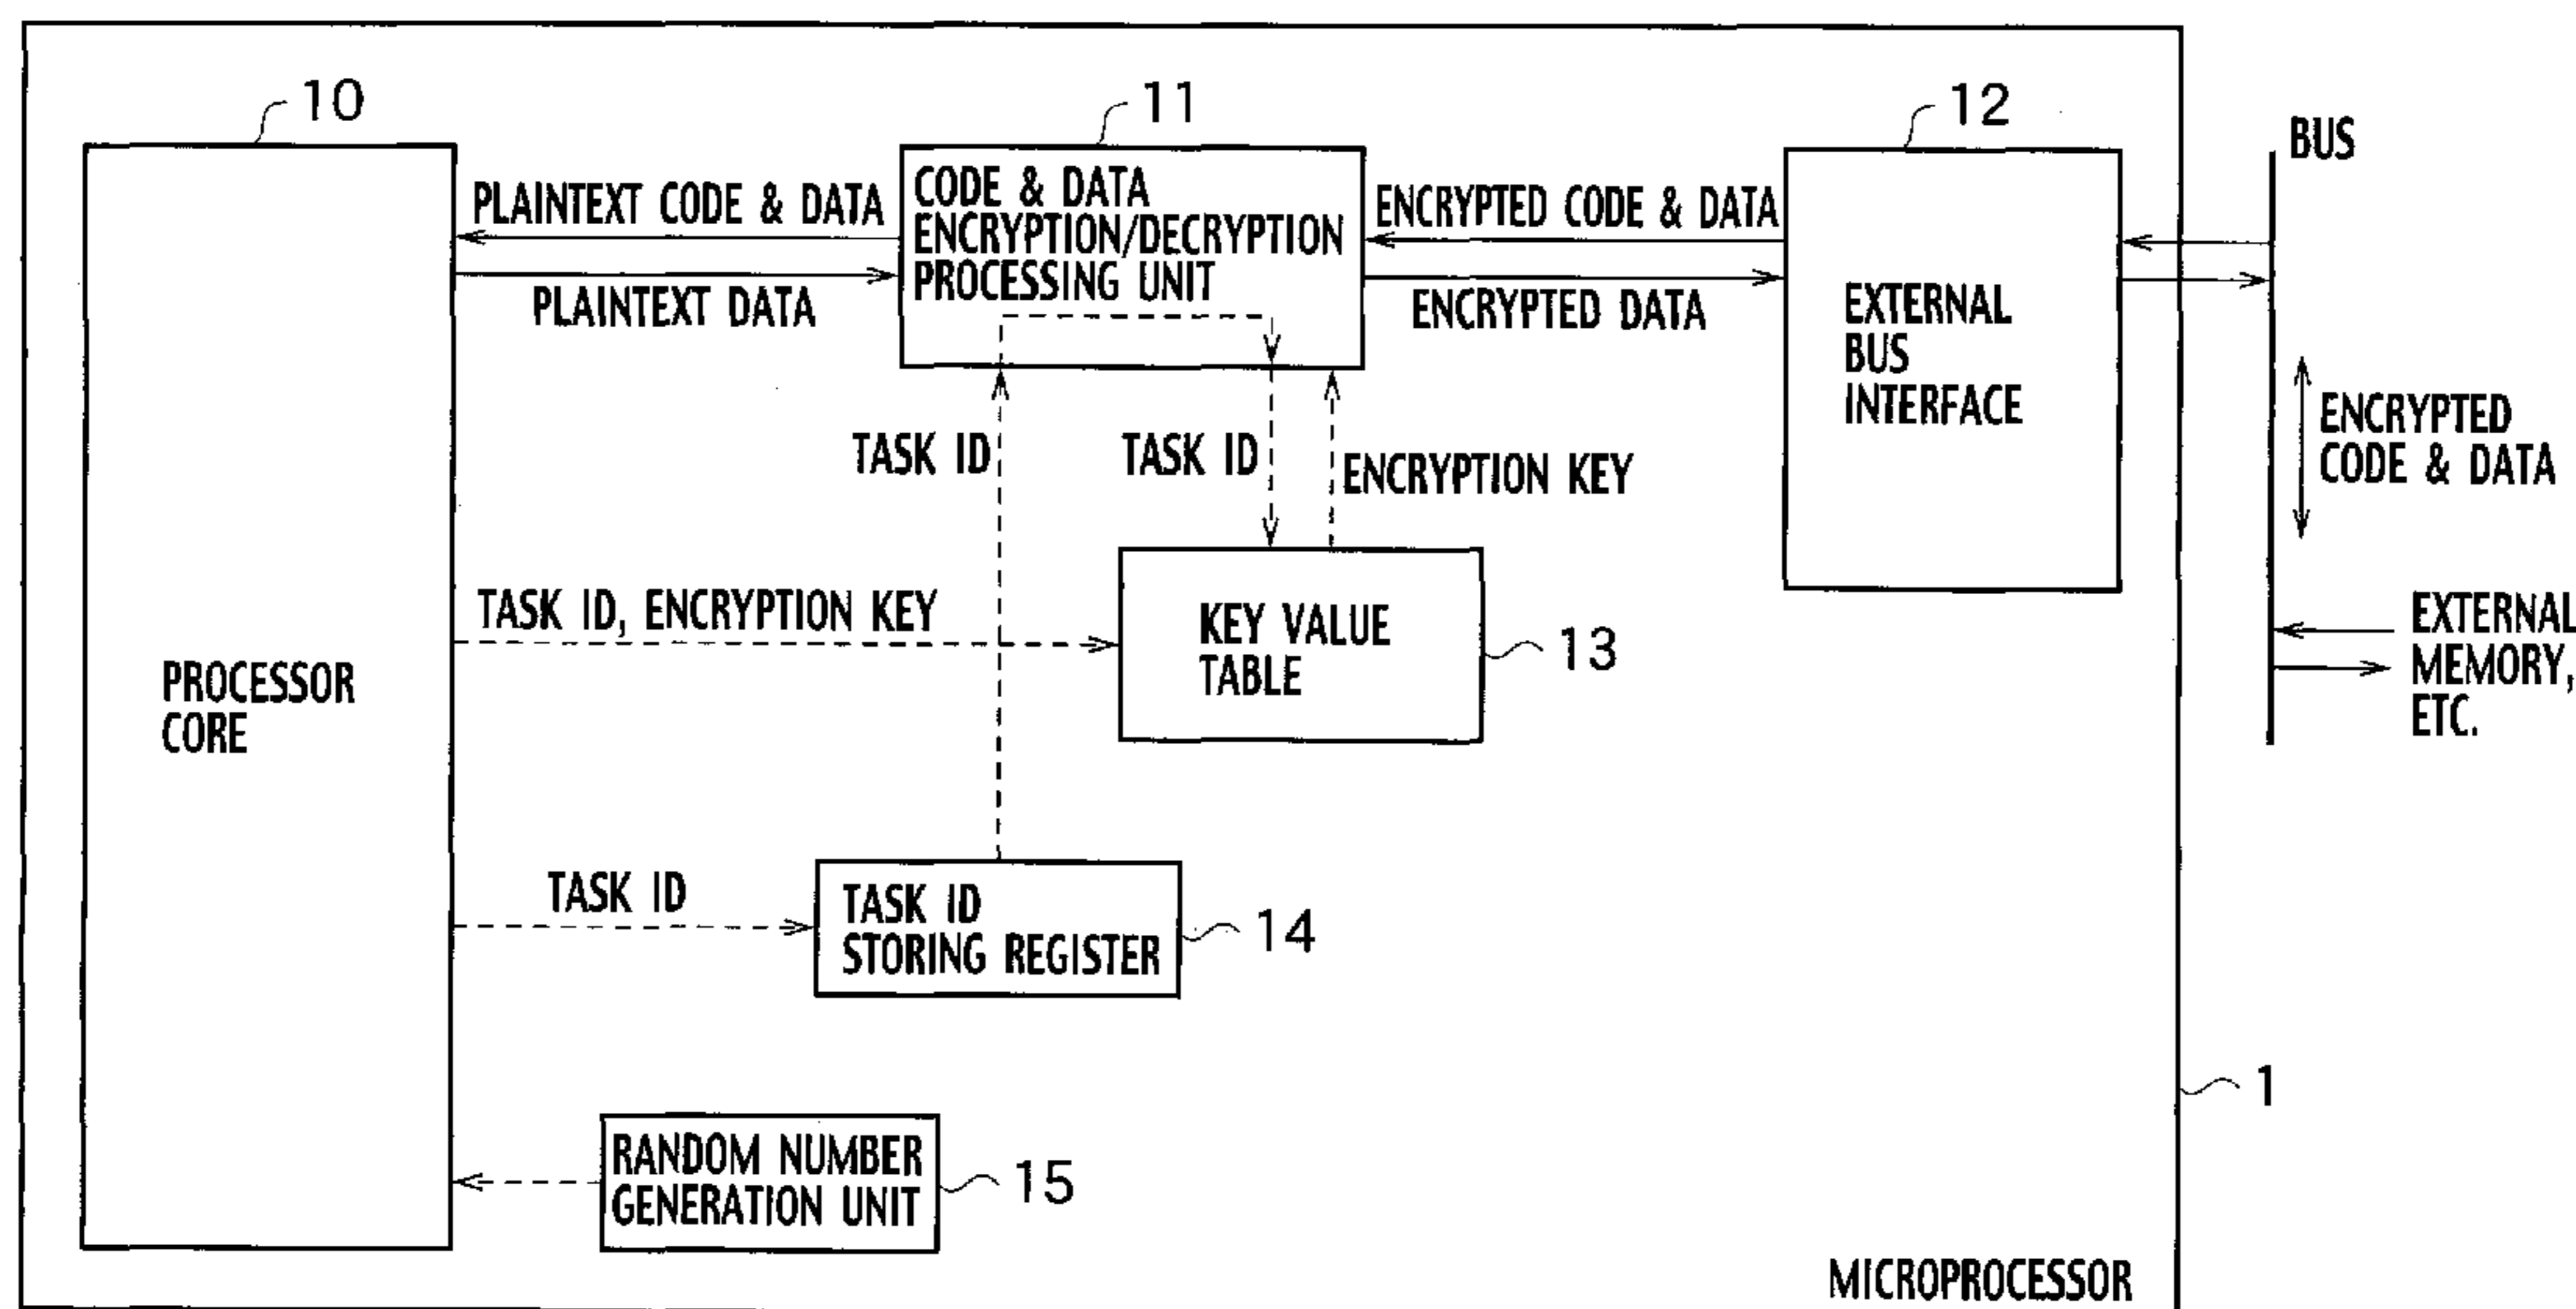 10
11
12
BUS
PLAINTEXT CODE & DATA
PLAINTEXT DATA
CODE & DATA
ENCRYPTION/DECRYPTION
PROCESSING UNIT
ENCRYPTED CODE & DATA
ENCRYPTED DATA
EXTERNAL
BUS
INTERFACE
ENCRYPTED
CODE & DATA
TASK ID
TASK ID
ENCRYPTION KEY
TASK ID, ENCRYPTION KEY
KEY VALUE
TABLE
13
EXTERNAL
MEMORY,
ETC.
PROCESSOR
CORE
TASK ID
TASK ID
STORING REGISTER
14
1
RANDOM NUMBER
GENERATION UNIT
15
MICROPROCESSOR